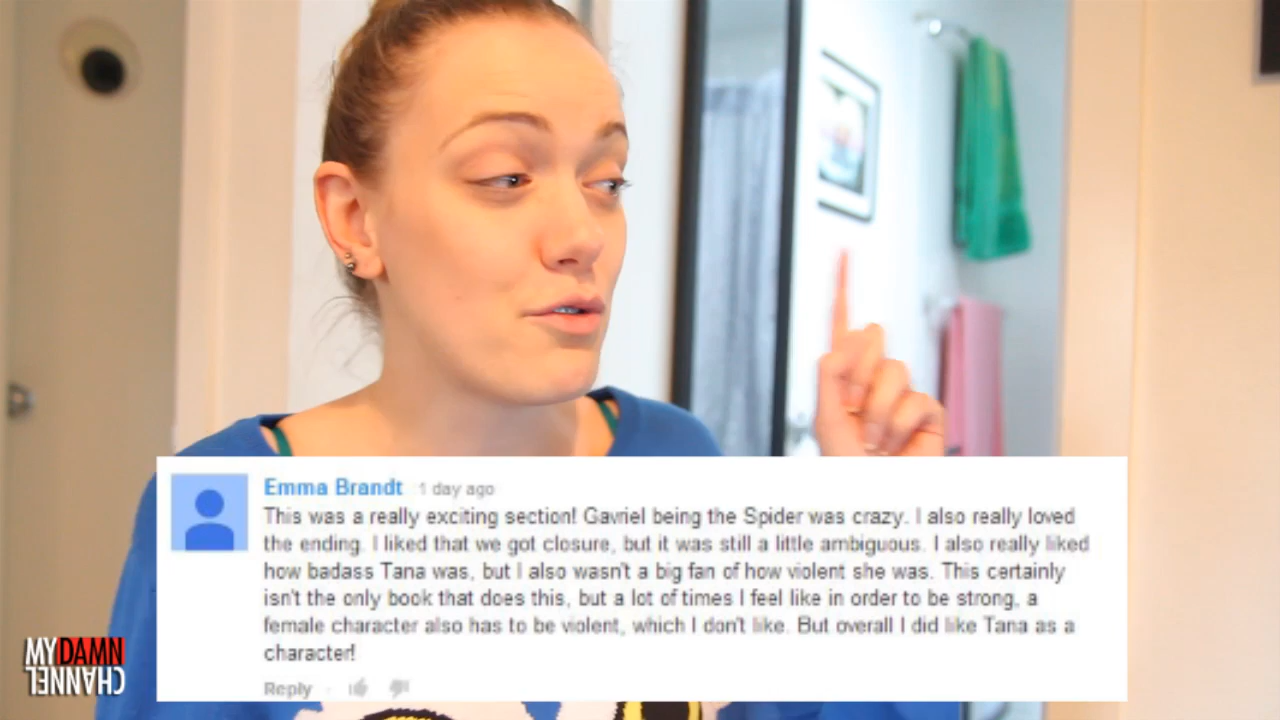 Emma Brandt 1 day ago
This was a really exciting section! Gavriel being the Spider was crazy. I also really loved
the ending. I liked that we got closure, but it was still a little ambiguous. I also really liked
how badass Tana was, but I also wasn't a big fan of how violent she was. This certainly
isn't the only book that does this, but a lot of times I feel like in order to be strong, a
female character also has to be violent, which I don't like. But overall I did like Tana as a
character!
Reply
MYDAMN
CHANNEL